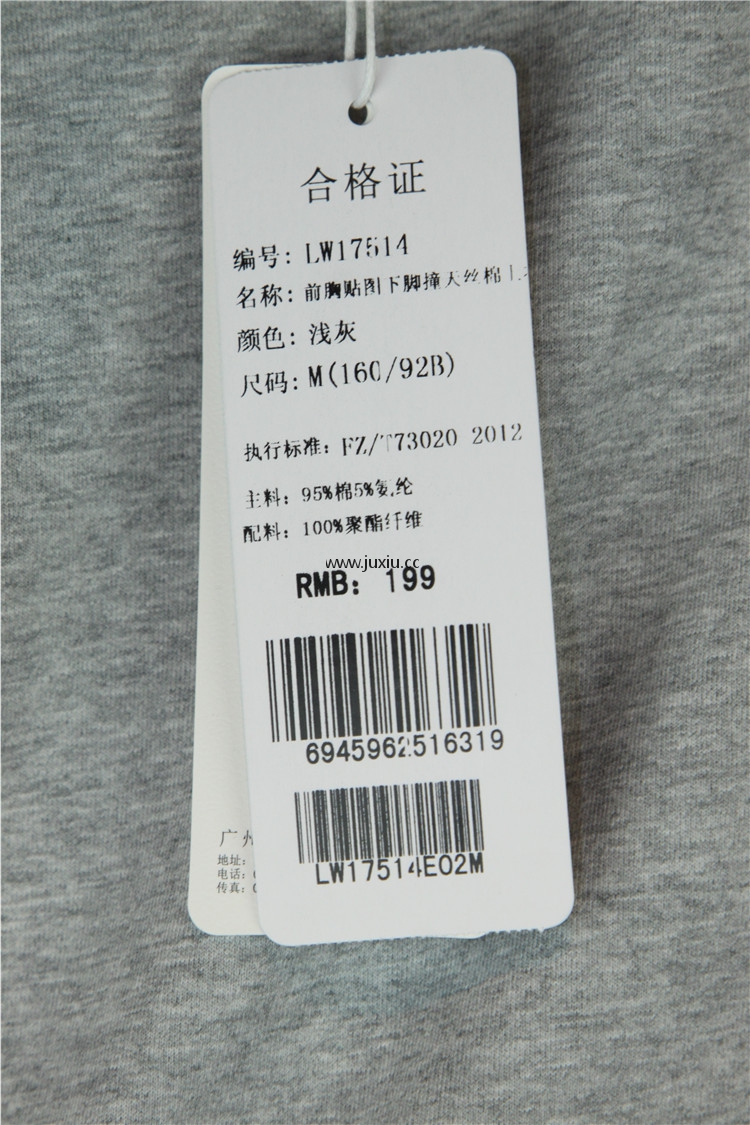 合格证
编号: LW17514
名称: 前胸贴图下脚撞天丝棉上
颜色: 浅灰
尺码: M(160/92B)
执行标准: FZ/T73020 2012
主料: 95%棉5%氨纶
配料: 100%聚酯纤维
www.juxiu.cc
RMB: 199
6945962516319
LW17514E02M
广州
地址:
电话:
传真: